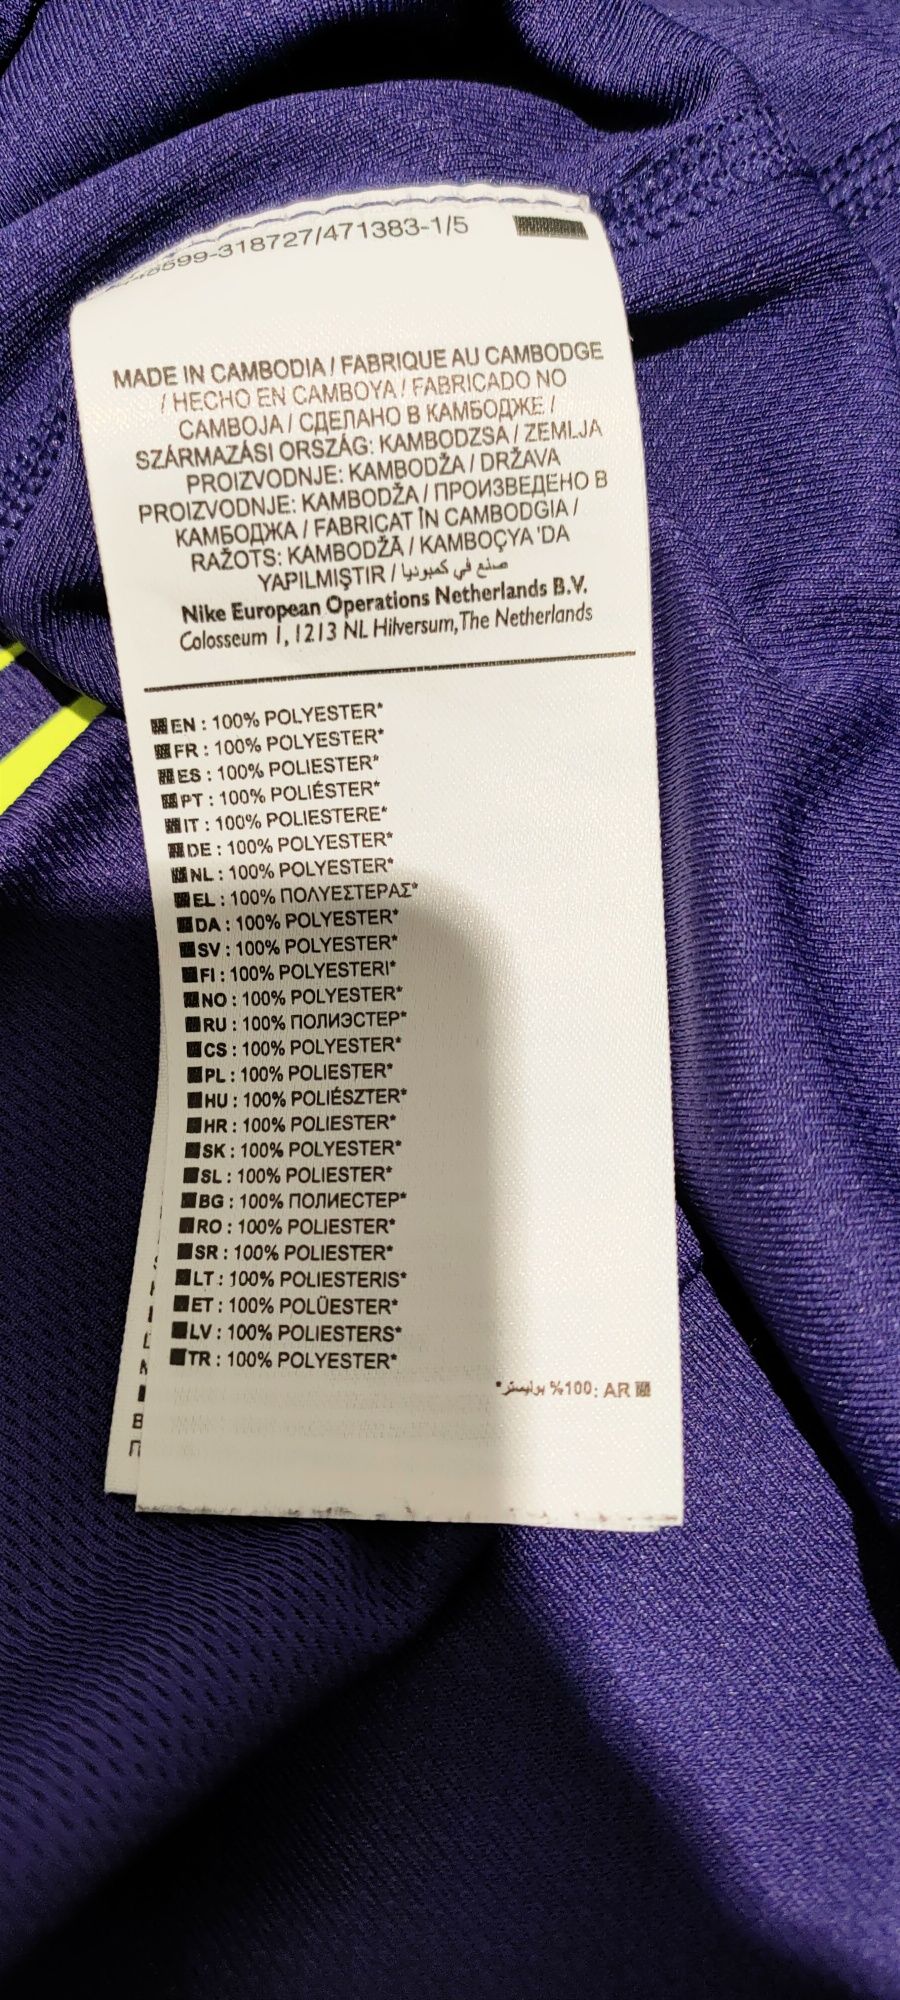 318727/471383-1/5
MADE IN CAMBODIA / FABRIQUE AU CAMBODGE
/ HECHO EN CAMBOYA / FABRICADO NO
CAMBOJA / СДЕЛАНО В КАМБОДЖЕ /
SZÁRMAZÁSI ORSZÁG: KAMBODZSA / ZEMLJA
PROIZVODNJE: KAMBODŽA / DRŽAVA
PROIZVODNJE: KAMBODŽA / ПРОИЗВЕДЕНО В
КАМБОДЖА / FABRICAT ÎN CAMBODGIA /
RAŽOTS: KAMBODŽĀ / KAMBOÇYA 'DA
YAPILMIŞTIR / صنع في كمبوديا
Nike European Operations Netherlands B.V.
Colosseum 1, 1213 NL Hilversum, The Netherlands
EN : 100% POLYESTER*
FR : 100% POLYESTER*
ES : 100% POLIESTER*
PT : 100% POLIÉSTER*
IT : 100% POLIESTERE*
DE : 100% POLYESTER*
NL : 100% POLYESTER*
EL : 100% ΠΟΛΥΕΣΤΕΡΑΣ*
DA : 100% POLYESTER*
SV : 100% POLYESTER*
FI : 100% POLYESTERI*
NO : 100% POLYESTER*
RU : 100% ПОЛИЭСТЕР*
CS : 100% POLYESTER*
PL : 100% POLIESTER*
HU : 100% POLIÉSZTER*
HR : 100% POLIESTER*
SK : 100% POLYESTER*
SL : 100% POLIESTER*
BG : 100% ПОЛИЕСТЕР*
RO : 100% POLIESTER*
SR : 100% POLIESTER*
LT : 100% POLIESTERIS*
ET : 100% POLÜESTER*
LV : 100% POLIESTERS*
TR : 100% POLYESTER*
AR :100% بوليستر*